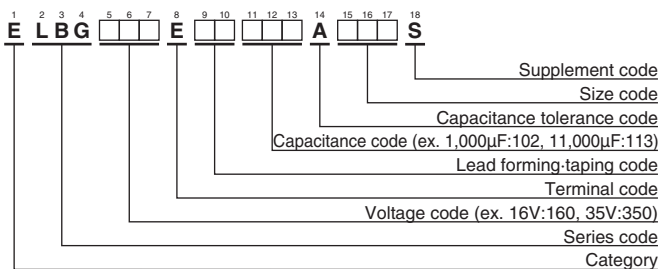 1 2 3 4 5 6 7 8 9 10 11 12 13 14 15 16 17 18
E L B G E A S
Supplement code
Size code
Capacitance tolerance code
Capacitance code (ex. 1,000μF:102, 11,000μF:113)
Lead forming·taping code
Terminal code
Voltage code (ex. 16V:160, 35V:350)
Series code
Category